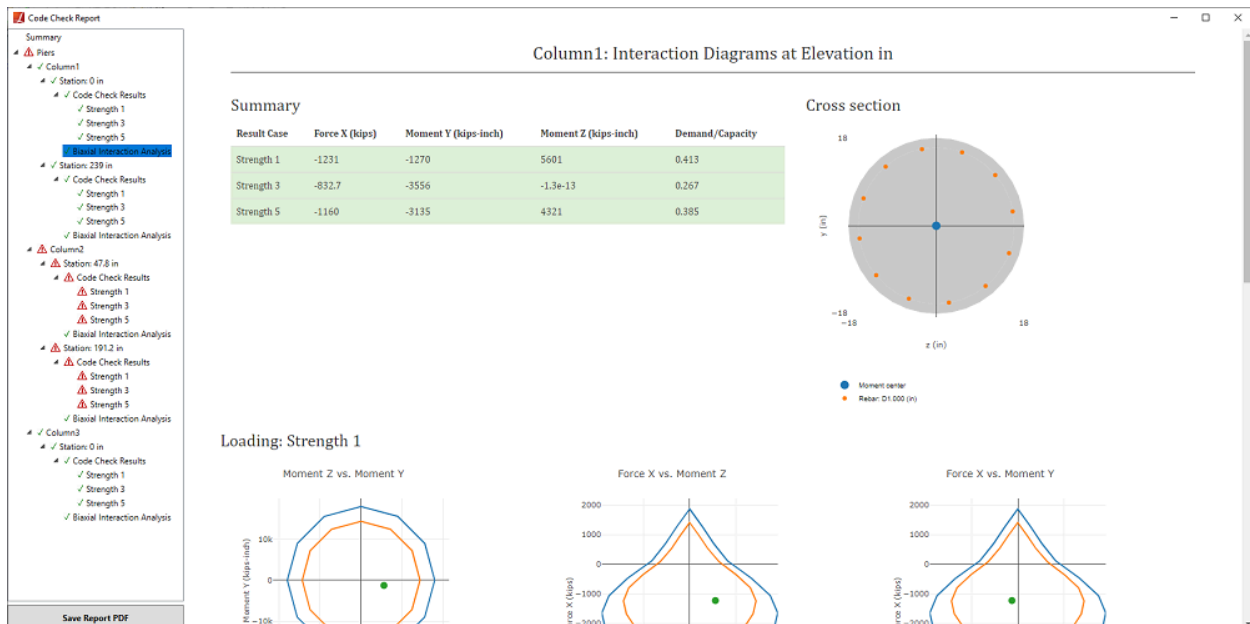 Code Check Report
Summary
Piers
Column1
Station: 0 in
Code Check Results
Strength 1
Strength 3
Strength 5
Biaxial Interaction Analysis
Station: 239 in
Code Check Results
Strength 1
Strength 3
Strength 5
Biaxial Interaction Analysis
Column2
Station: 47.8 in
Code Check Results
Strength 1
Strength 3
Strength 5
Biaxial Interaction Analysis
Station: 191.2 in
Code Check Results
Strength 1
Strength 3
Strength 5
Biaxial Interaction Analysis
Column3
Station: 0 in
Code Check Results
Strength 1
Strength 3
Strength 5
Biaxial Interaction Analysis
Save Report PDF
Column1: Interaction Diagrams at Elevation in
Summary
Result Case Force X (kips) Moment Y (kips-inch) Moment Z (kips-inch) Demand/Capacity
Strength 1 -1231 -1270 5601 0.413
Strength 3 -832.7 -3556 -1.3e-13 0.267
Strength 5 -1160 -3135 4321 0.385
Cross section
18
y (in)
−18
−18 18
z (in)
Moment center
Rebar: D1.000 (in)
Loading: Strength 1
Moment Z vs. Moment Y
10k
0
−10k
Moment Y (kips-inch)
Force X vs. Moment Z
2000
1000
0
−1000
−2000
Force X vs. Moment Y
2000
1000
0
−1000
−2000